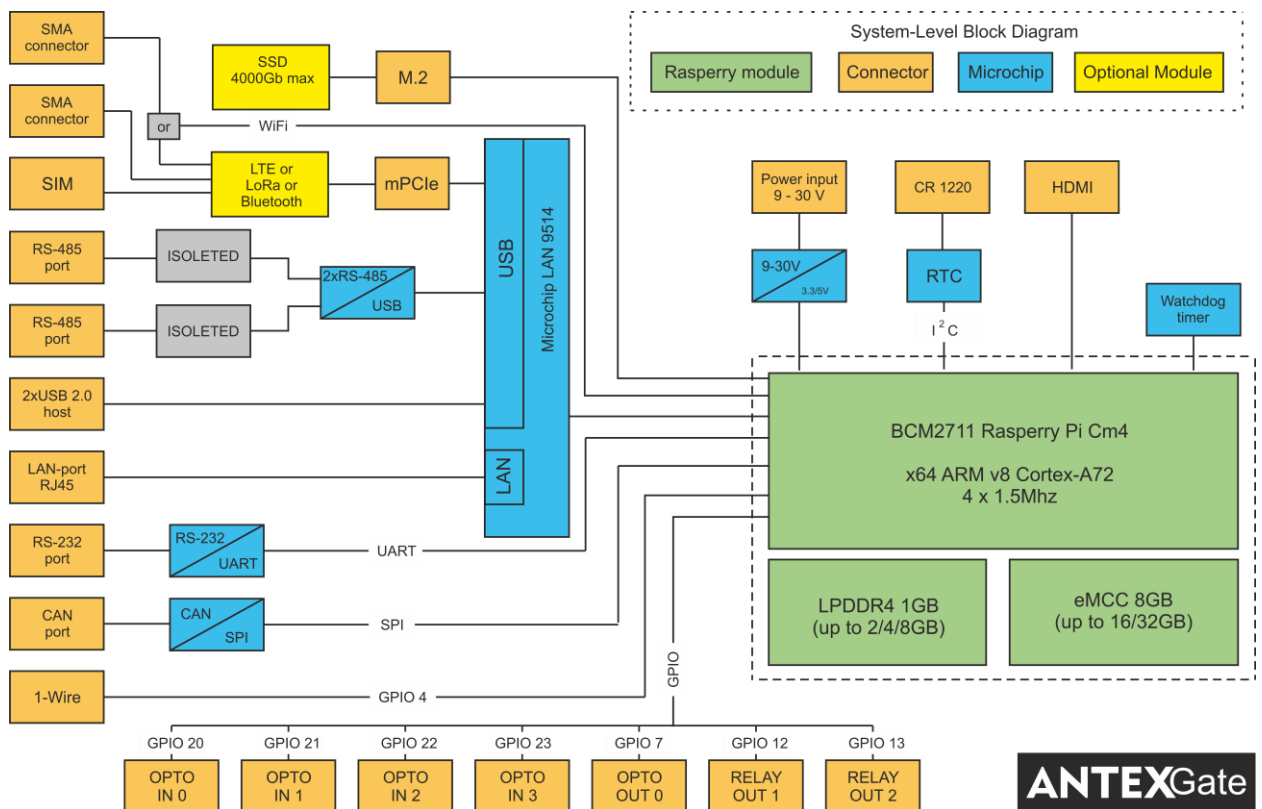 System-Level Block Diagram
Rasperry module
Connector
Microchip
Optional Module
SMA
connector
SSD
4000Gb max
M.2
SMA
connector
or
WiFi
SIM
LTE or
LoRa or
Bluetooth
mPCIe
USB
Microchip LAN 9514
LAN
Power input
9 - 30 V
CR 1220
HDMI
RS-485
port
ISOLETED
2xRS-485
USB
9-30V
3.3/5V
RTC
I 2 C
Watchdog
timer
RS-485
port
ISOLETED
2xUSB 2.0
host
BCM2711 Rasperry Pi Cm4
x64 ARM v8 Cortex-A72
4 x 1.5Mhz
LAN-port
RJ45
RS-232
port
RS-232
UART
UART
CAN
port
CAN
SPI
SPI
LPDDR4 1GB
(up to 2/4/8GB)
eMCC 8GB
(up to 16/32GB)
1-Wire
GPIO 4
GPIO
GPIO 20
GPIO 21
GPIO 22
GPIO 23
GPIO 7
GPIO 12
GPIO 13
OPTO
IN 0
OPTO
IN 1
OPTO
IN 2
OPTO
IN 3
OPTO
OUT 0
RELAY
OUT 1
RELAY
OUT 2
ANTEXGate